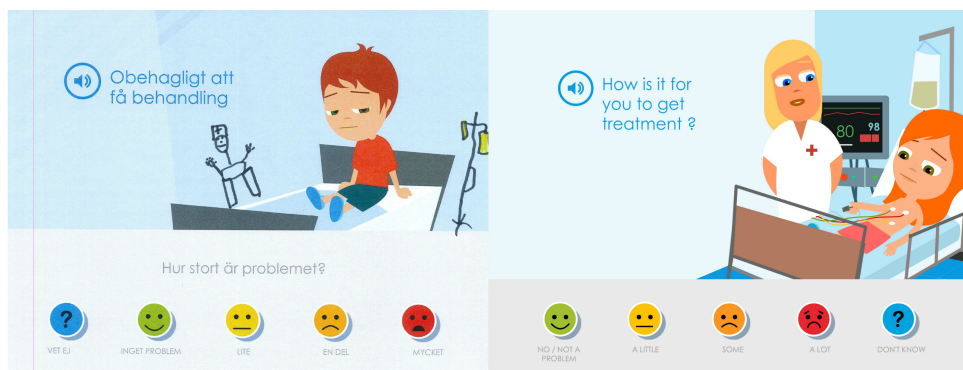 Obehagligt att
få behandling
Hur stort är problemet?
?
VET EJ
INGET PROBLEM
LITE
EN DEL
MYCKET
How is it for
you to get
treatment ?
80
98
NO / NOT A
PROBLEM
A LITTLE
SOME
A LOT
?
DON'T KNOW